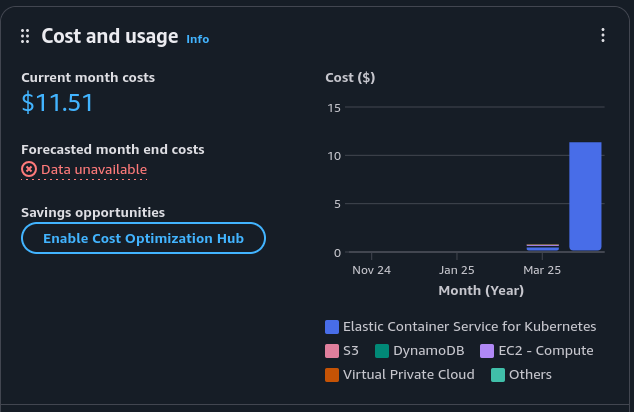 Cost and usage Info
Current month costs
$11.51
Forecasted month end costs
Data unavailable
Savings opportunities
Enable Cost Optimization Hub
Cost ($)
15
10
5
0
Nov 24 Jan 25 Mar 25
Month (Year)
Elastic Container Service for Kubernetes
S3 DynamoDB EC2 - Compute
Virtual Private Cloud Others